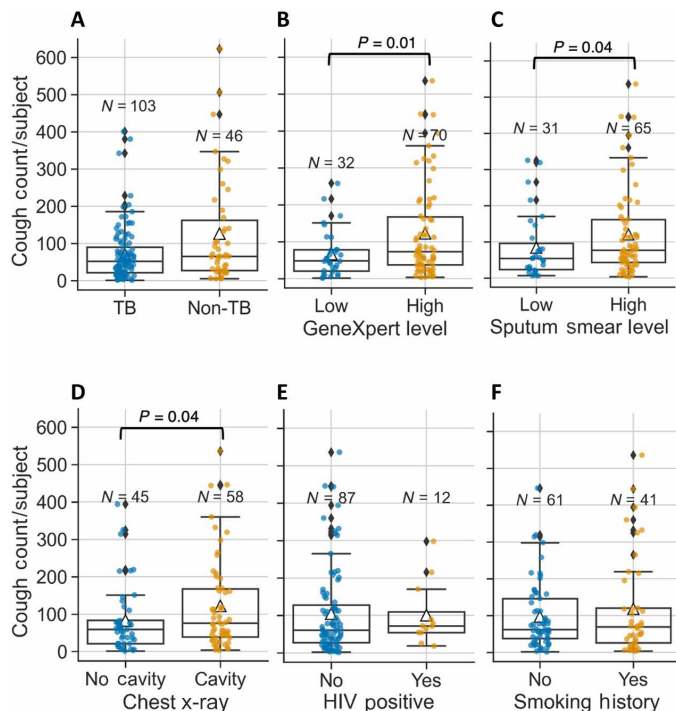 A
B
C
Cough count/subject
600
500
400
300
200
100
0
N = 103
N = 46
TB
Non-TB
P = 0.01
N = 32
N = 70
Low
High
GeneXpert level
P = 0.04
N = 31
N = 65
Low
High
Sputum smear level
D
E
F
Cough count/subject
600
500
400
300
200
100
0
P = 0.04
N = 45
N = 58
No cavity
Cavity
Chest x-ray
N = 87
N = 12
No
Yes
HIV positive
N = 61
N = 41
No
Yes
Smoking history